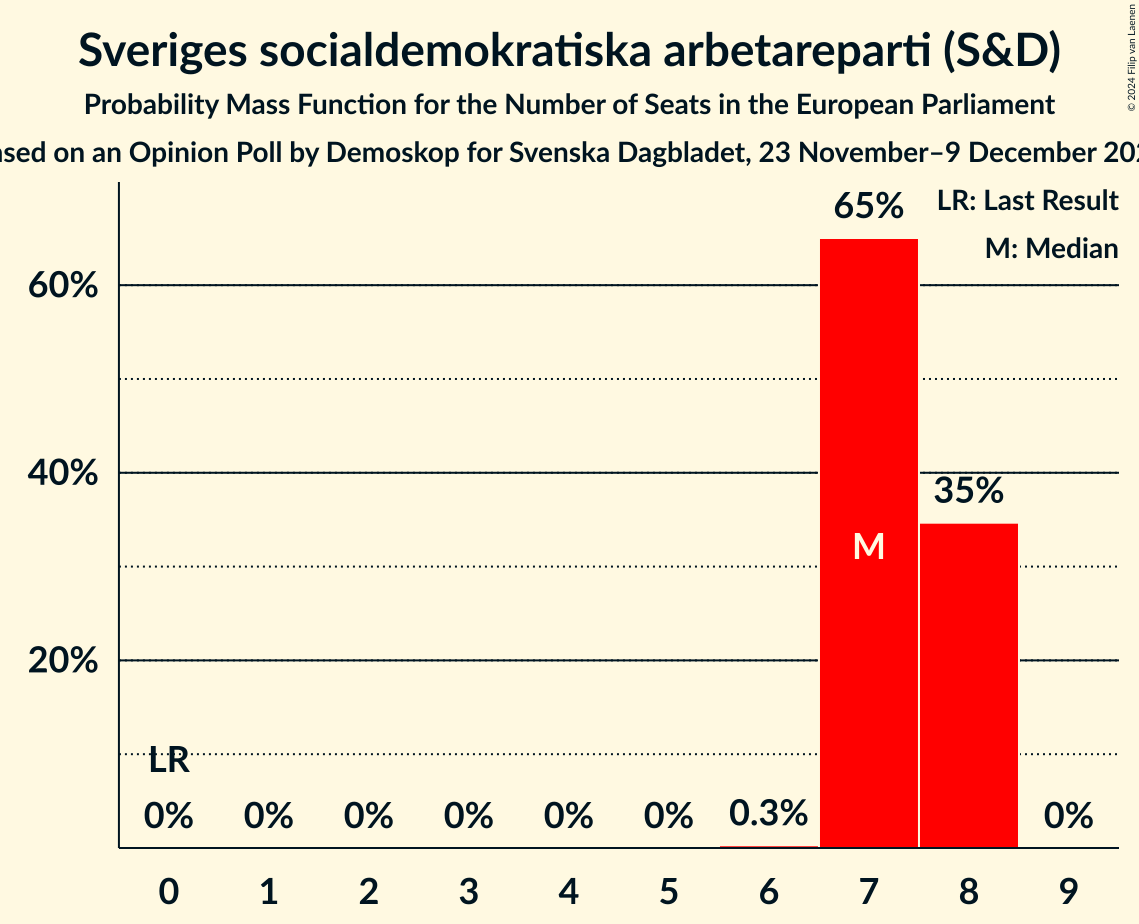 Sveriges socialdemokratiska arbetareparti (S&D)
Probability Mass Function for the Number of Seats in the European Parliament
on an Opinion Poll by Demoskop for Svenska Dagbladet, 23 November–9 December
© 2024 Filip van Laenen
LR: Last Result
M: Median
65%
60%
40%
35%
M
20%
LR
0% 0% 0% 0% 0% 0% 0.3% 0%
0 1 2 3 4 5 6 7 8 9